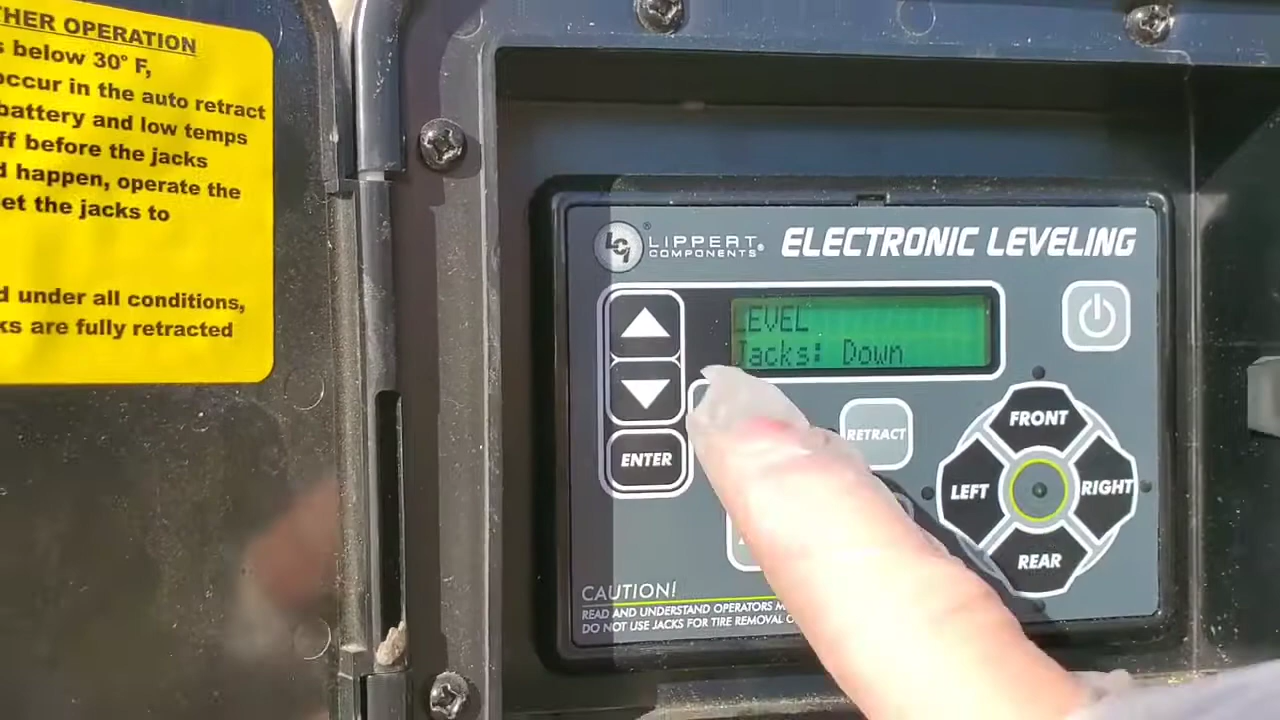 THER OPERATION
below 30° F,
occur in the auto retract
battery and low temps
ff before the jacks
happen, operate the
et the jacks to
under all conditions,
ks are fully retracted
LCI
LIPPERT
COMPONENTS®
ELECTRONIC LEVELING
LEVEL
Jacks: Down
ENTER
RETRACT
FRONT
LEFT
RIGHT
REAR
CAUTION!
READ AND UNDERSTAND OPERATORS
DO NOT USE JACKS FOR TIRE REMOVAL